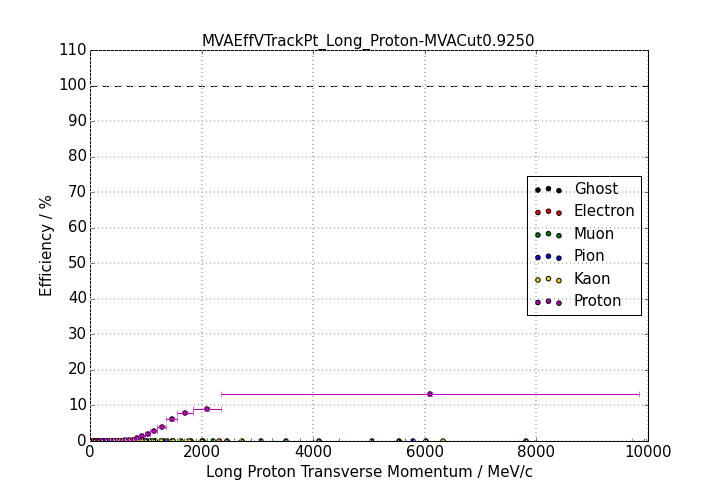 MVAEffVTrackPt_Long_Proton-MVACut0.9250
110
100
90
80
70
60
50
40
30
20
10
0
Efficiency / %
Ghost
Electron
Muon
Pion
Kaon
Proton
0 2000 4000 6000 8000 10000
Long Proton Transverse Momentum / MeV/c